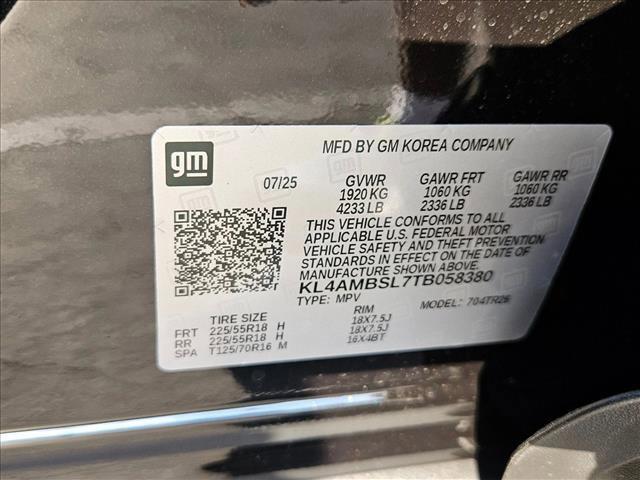 gm
MFD BY GM KOREA COMPANY
07/25 GVWR GAWR FRT GAWR RR
1920 KG 1060 KG 1060 KG
4233 LB 2336 LB 2336 LB
THIS VEHICLE CONFORMS TO ALL
APPLICABLE U.S. FEDERAL MOTOR
VEHICLE SAFETY AND THEFT PREVENTION
STANDARDS IN EFFECT ON THE DATE OF
MANUFACTURE SHOWN ABOVE.
KL4AMBSL7TB058380
TYPE: MPV MODEL: 704TR26
TIRE SIZE RIM
FRT 225/55R18 H 18X7.5J
RR 225/55R18 H 18X7.5J
SPA T125/70R16 M 16X4BT